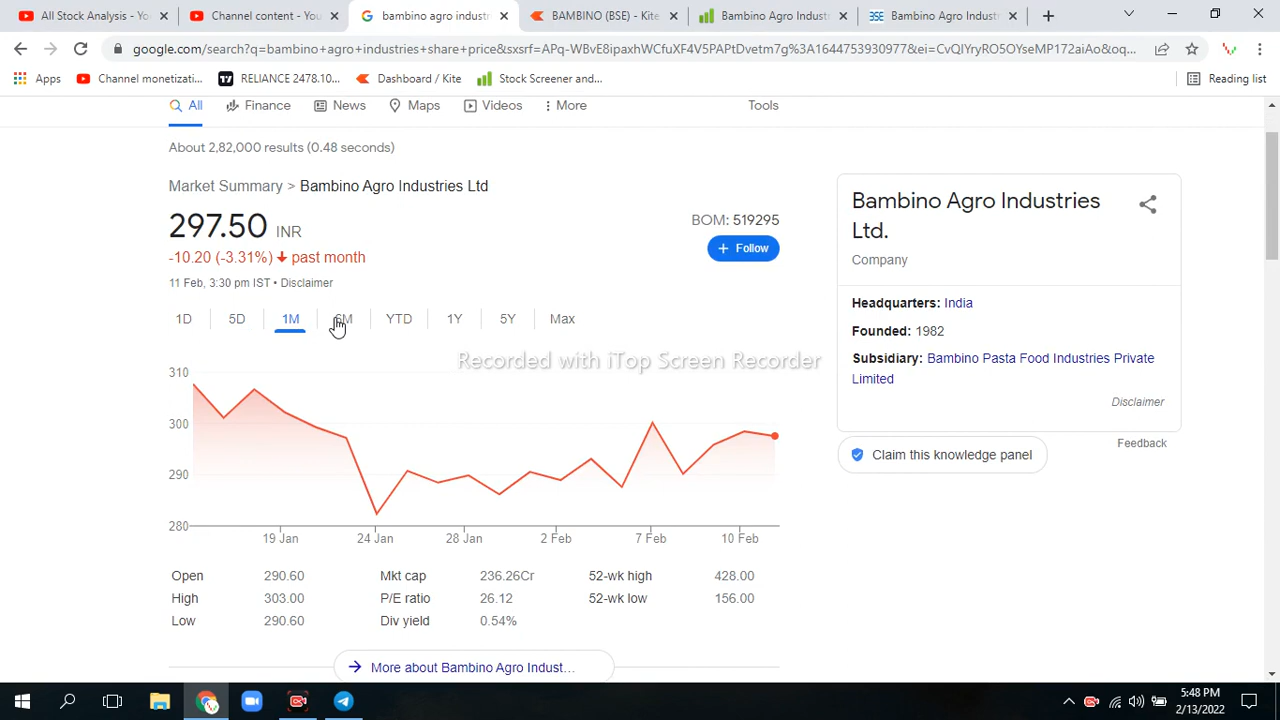 All Stock Analysis - You
Channel content - YouT
bambino agro industri
BAMBINO (BSE) - Kite
Bambino Agro Industri
Bambino Agro Industri
google.com/search?q=bambino+agro+industries+share+price&sxsrf=APq-WBvE8ipaxhWCfuXF4V5PAPtDvetm7g%3A1644753930977&ei=CvQIYryRO5OYseMP172aiAo&oq...
Apps
Channel monetizati...
RELIANCE 2478.10...
Dashboard / Kite
Stock Screener and...
Reading list
All
Finance
News
Maps
Videos
More
Tools
About 2,82,000 results (0.48 seconds)
Market Summary > Bambino Agro Industries Ltd
297.50 INR
-10.20 (-3.31%) past month
11 Feb, 3:30 pm IST • Disclaimer
BOM: 519295
+ Follow
1D
5D
1M
6M
YTD
1Y
5Y
Max
Recorded with iTop Screen Recorder
310
300
290
280
19 Jan
24 Jan
28 Jan
2 Feb
7 Feb
10 Feb
Open 290.60 Mkt cap 236.26Cr 52-wk high 428.00
High 303.00 P/E ratio 26.12 52-wk low 156.00
Low 290.60 Div yield 0.54%
More about Bambino Agro Indust...
Bambino Agro Industries
Ltd.
Company
Headquarters: India
Founded: 1982
Subsidiary: Bambino Pasta Food Industries Private
Limited
Disclaimer
Feedback
Claim this knowledge panel
5:48 PM
2/13/2022